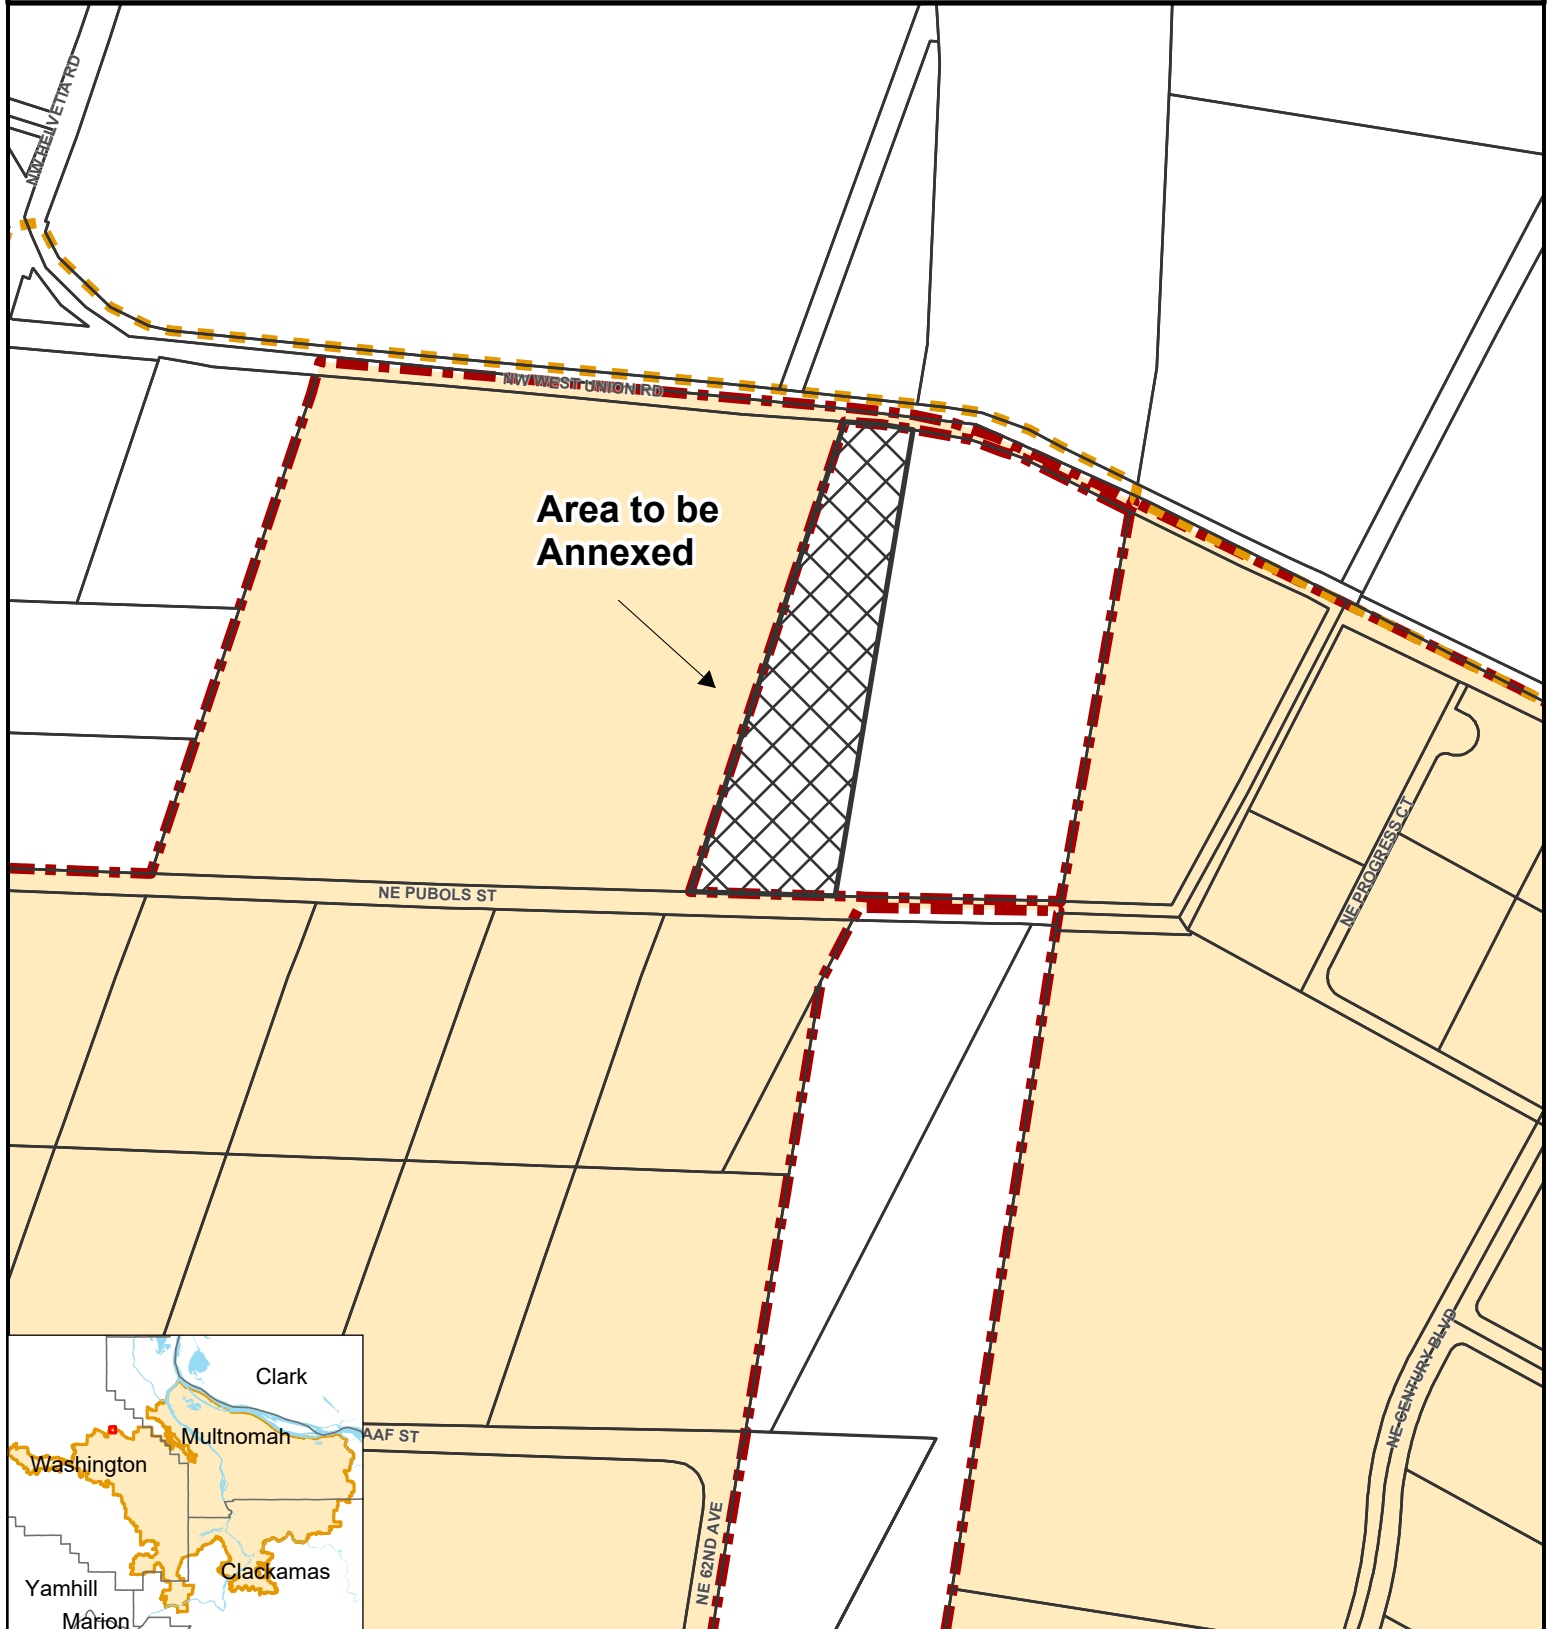 NW HELVETIA RD
NW WEST UNION RD
Area to be
Annexed
NE PUBOLS ST
NE PROGRESS CT
NE CENTURY BLVD
AAF ST
NE 62ND AVE
Clark
Multnomah
Washington
Clackamas
Yamhill
Marion